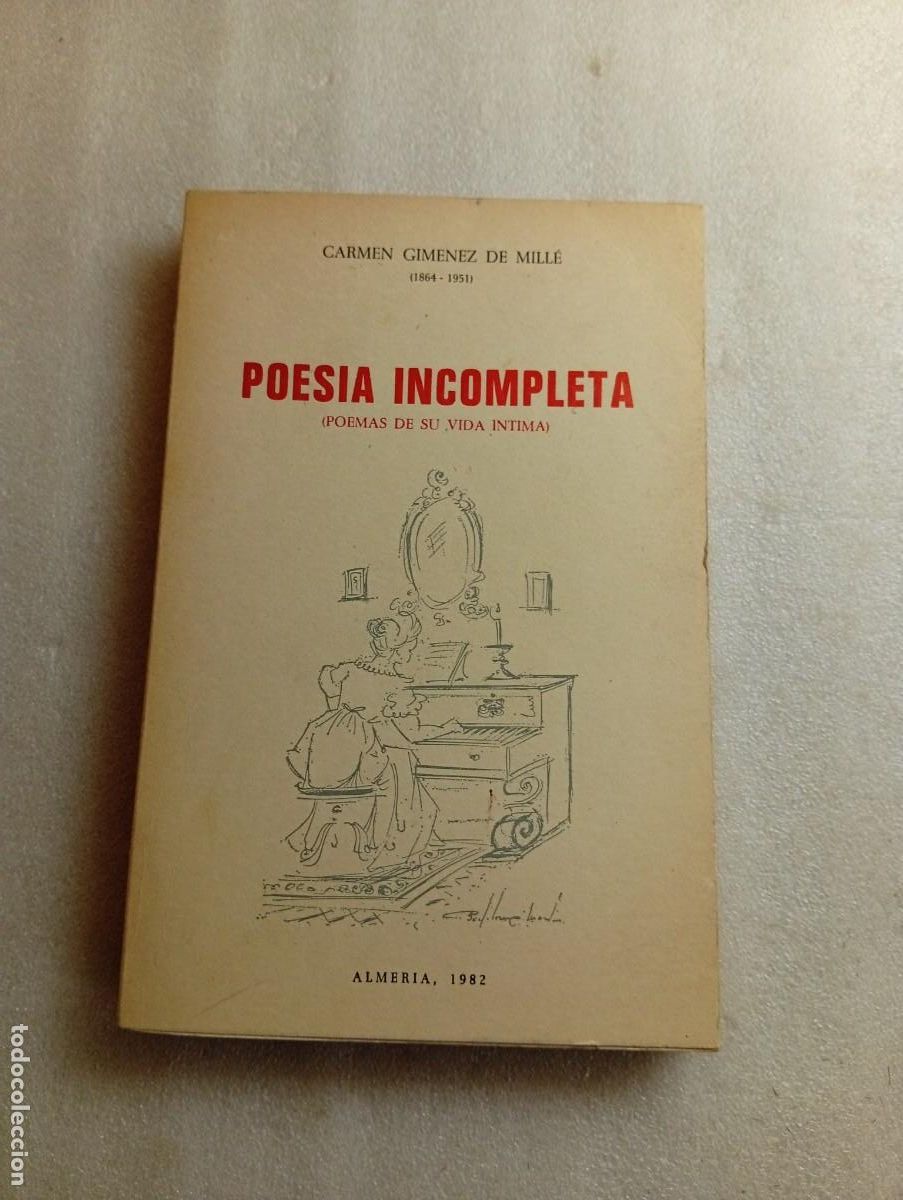 CARMEN GIMENEZ DE MILLÉ
(1864 - 1951)
POESIA INCOMPLETA
(POEMAS DE SU VIDA INTIMA)
ALMERIA, 1982
todocoleccion